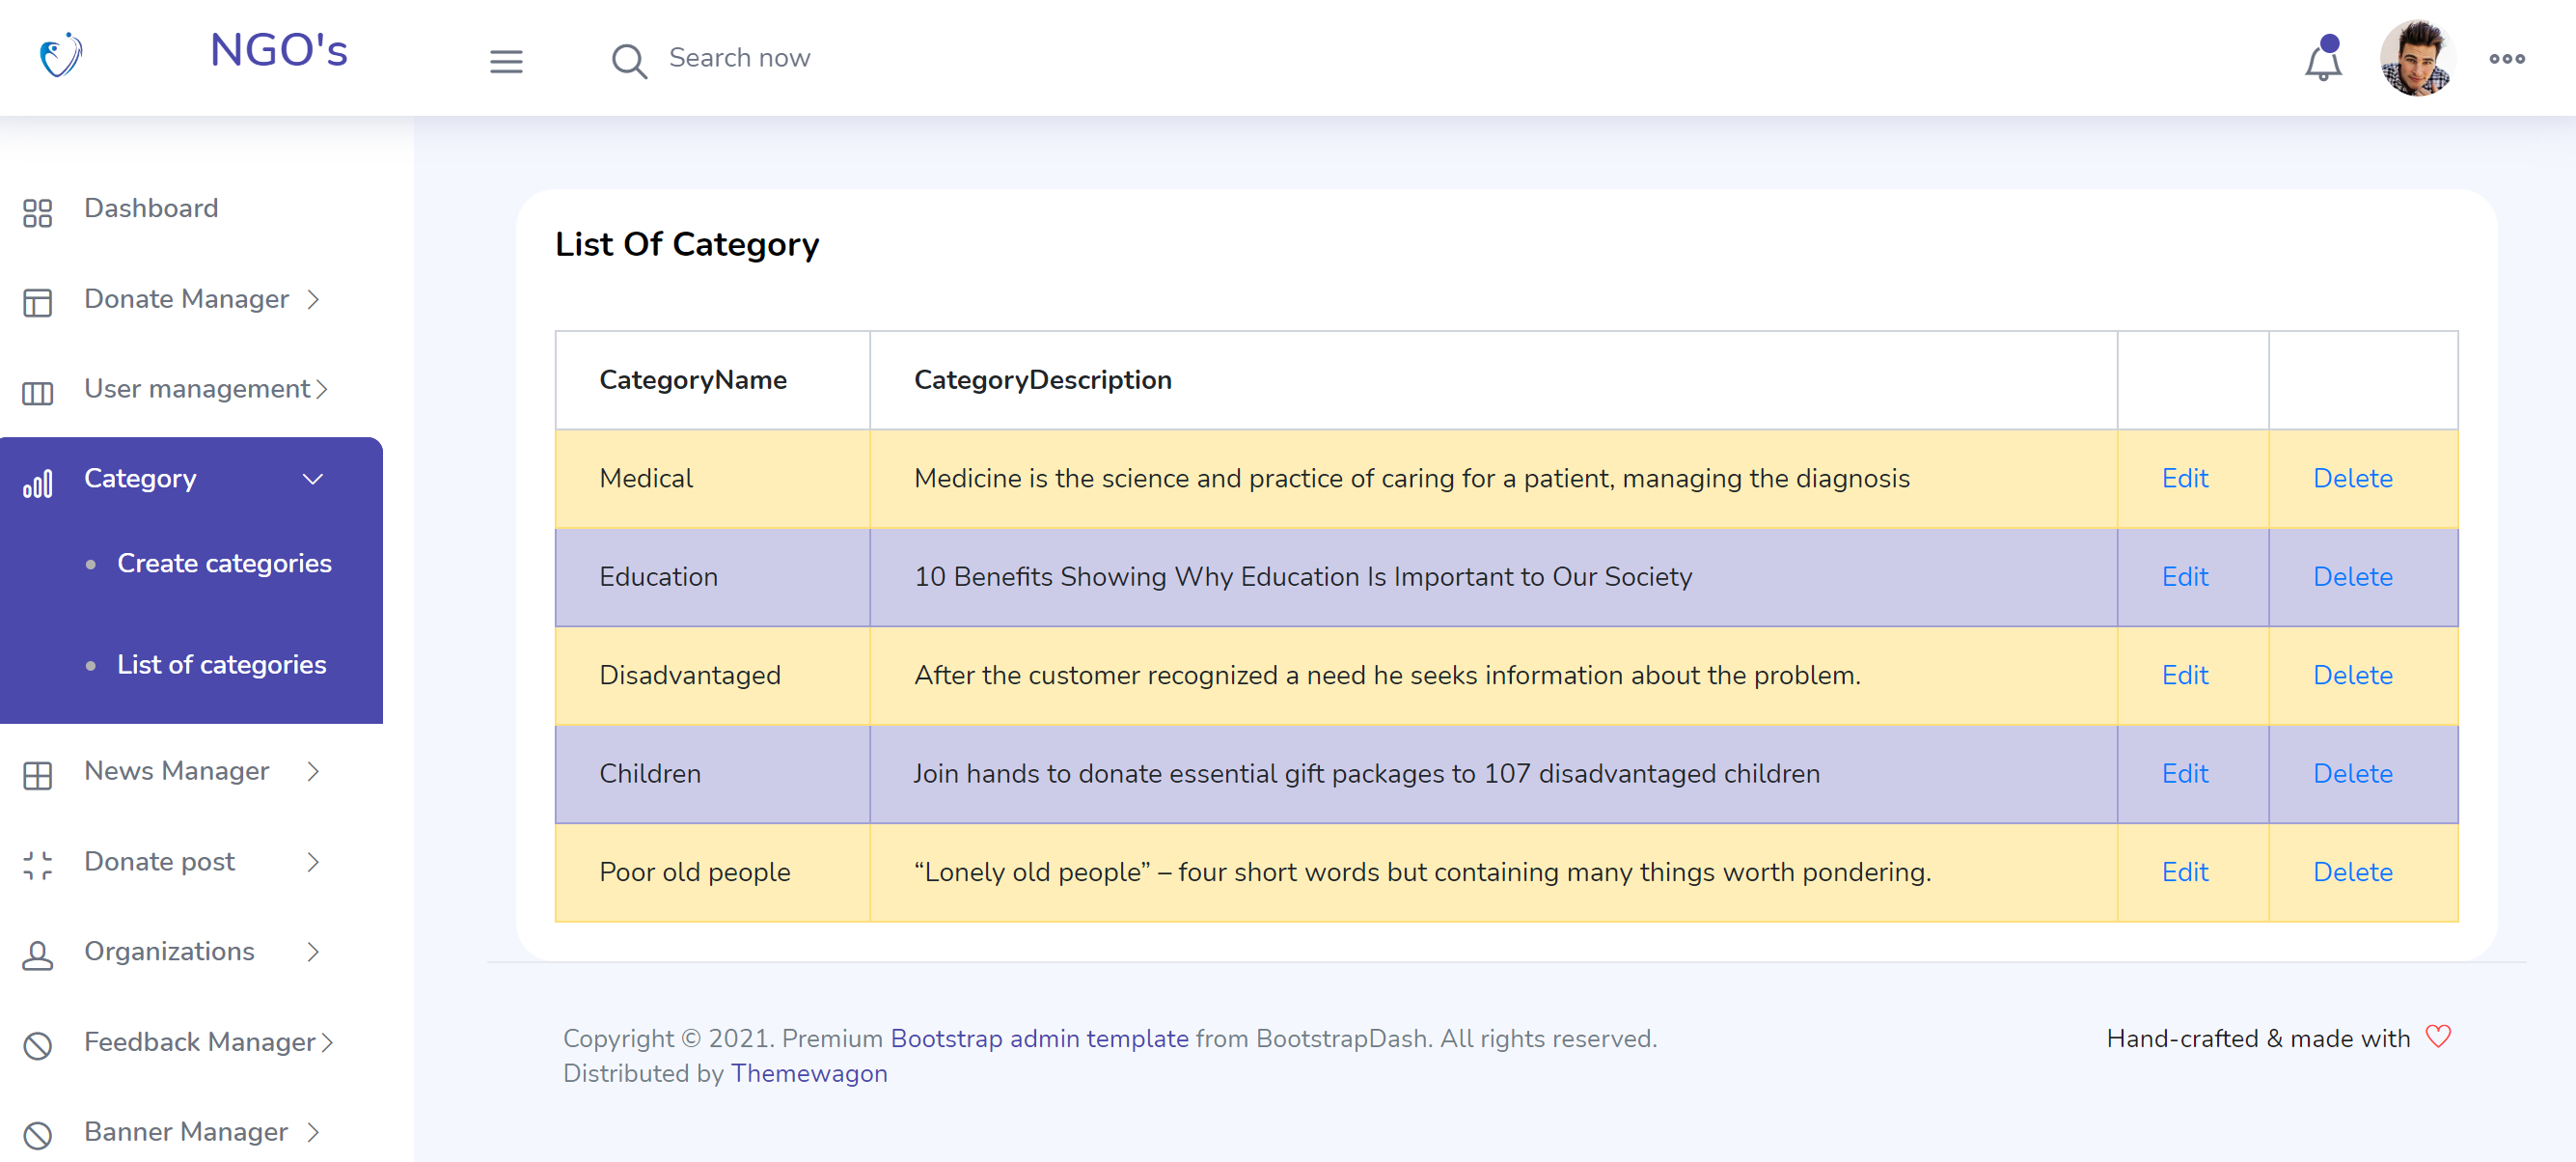 NGO's
Search now
Dashboard
Donate Manager
User management
Category
Create categories
List of categories
News Manager
Donate post
Organizations
Feedback Manager
Banner Manager
List Of Category
CategoryName CategoryDescription
Medical Medicine is the science and practice of caring for a patient, managing the diagnosis Edit Delete
Education 10 Benefits Showing Why Education Is Important to Our Society Edit Delete
Disadvantaged After the customer recognized a need he seeks information about the problem. Edit Delete
Children Join hands to donate essential gift packages to 107 disadvantaged children Edit Delete
Poor old people “Lonely old people” – four short words but containing many things worth pondering. Edit Delete
Copyright © 2021. Premium Bootstrap admin template from BootstrapDash. All rights reserved.
Distributed by Themewagon
Hand-crafted & made with